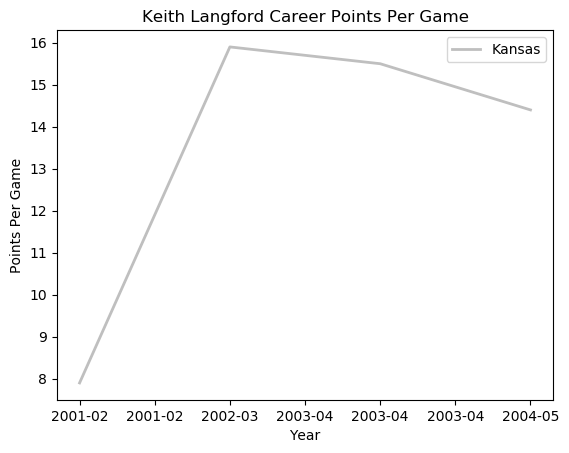 Keith Langford Career Points Per Game
Kansas
Points Per Game
16
15
14
13
12
11
10
9
8
2001-02 2001-02 2002-03 2003-04 2003-04 2003-04 2004-05
Year